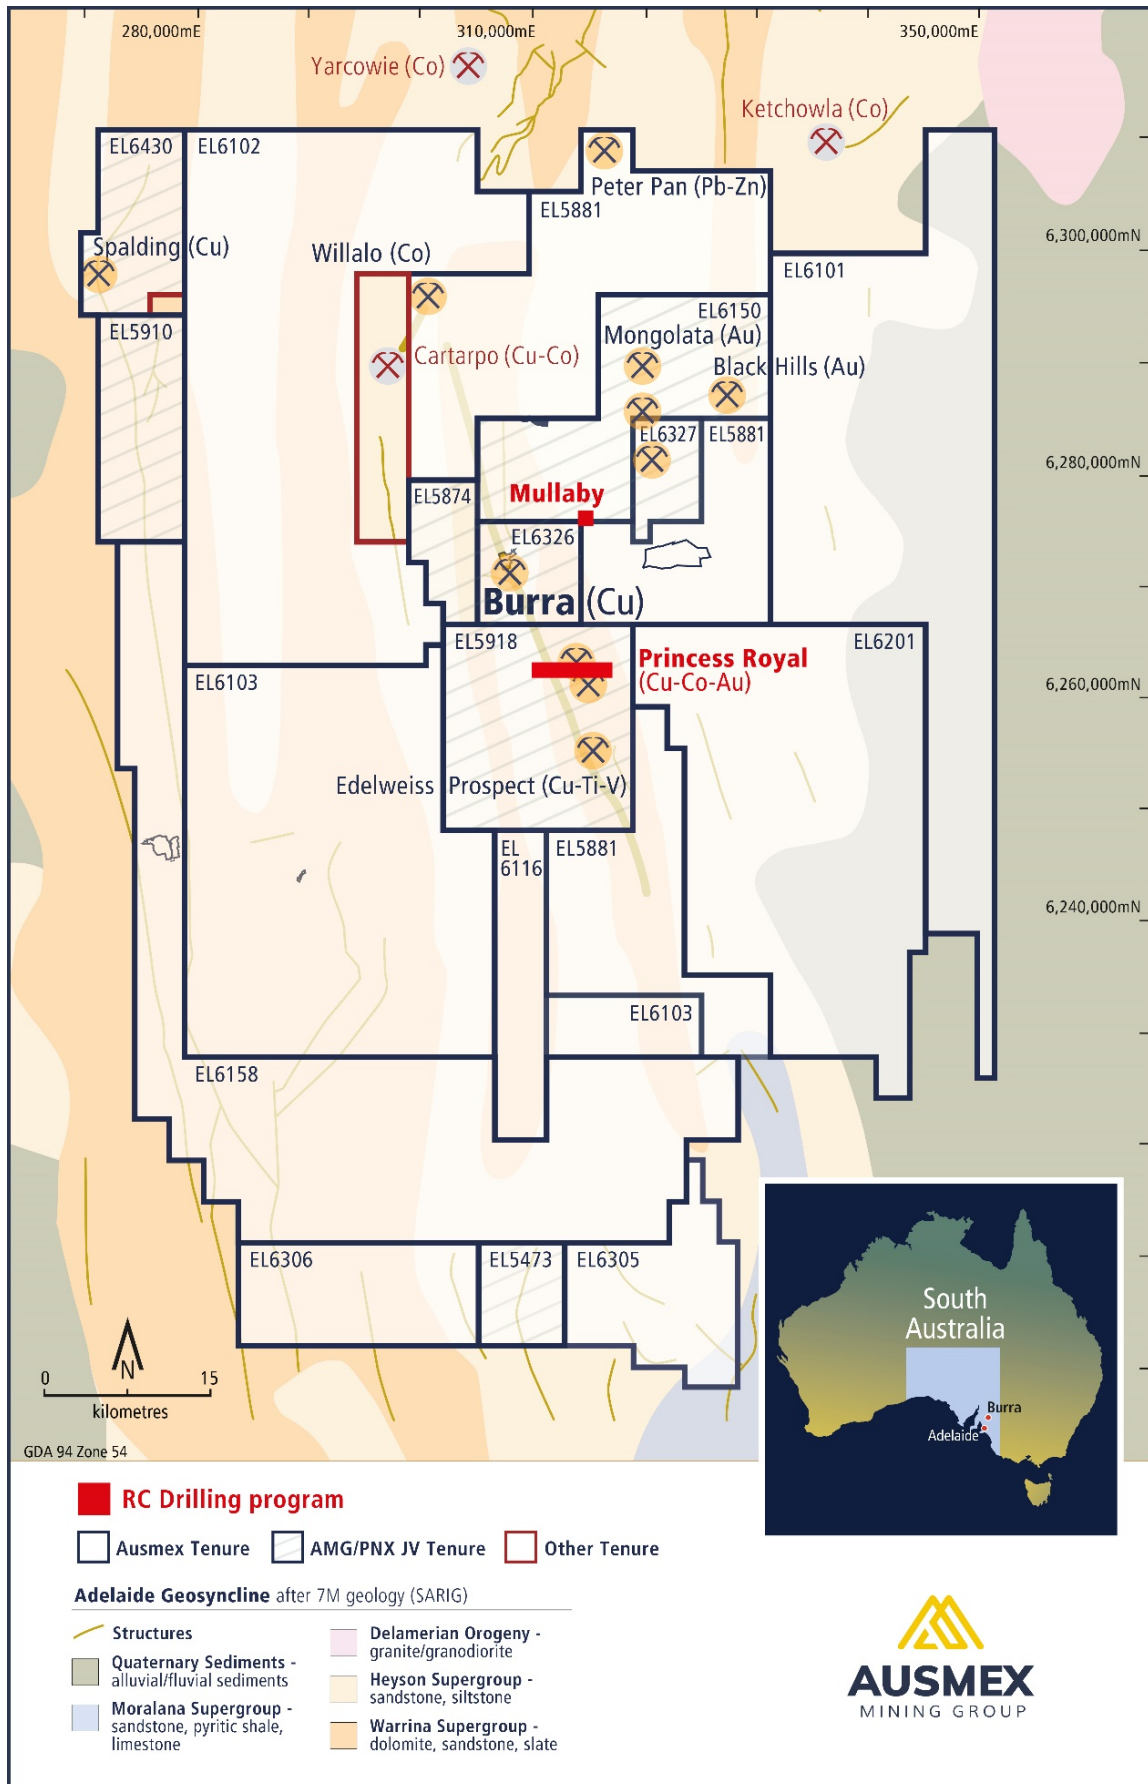 280,000mE
310,000mE
350,000mE
Yarcowie (Co)
Ketchowla (Co)
EL6430
EL6102
Peter Pan (Pb-Zn)
EL5881
Spalding (Cu)
Willalo (Co)
6,300,000mN
EL6101
EL5910
EL6150
Mongolata (Au)
Cartarpo (Cu-Co)
Black Hills (Au)
EL6327
EL5881
6,280,000mN
EL5874
Mullaby
EL6326
Burra (Cu)
EL5918
EL6201
Princess Royal
(Cu-Co-Au)
EL6103
6,260,000mN
Edelweiss Prospect (Cu-Ti-V)
EL
6116
EL5881
6,240,000mN
EL6103
EL6158
EL6306
EL5473
EL6305
South
Australia
Burra
Adelaide
N
0 15
kilometres
GDA 94 Zone 54
RC Drilling program
Ausmex Tenure
AMG/PNX JV Tenure
Other Tenure
Adelaide Geosyncline after 7M geology (SARIG)
Structures
Quaternary Sediments -
alluvial/fluvial sediments
Moralana Supergroup -
sandstone, pyritic shale,
limestone
Delamerian Orogeny -
granite/granodiorite
Heyson Supergroup -
sandstone, siltstone
Warrina Supergroup -
dolomite, sandstone, slate
AUSMEX
MINING GROUP